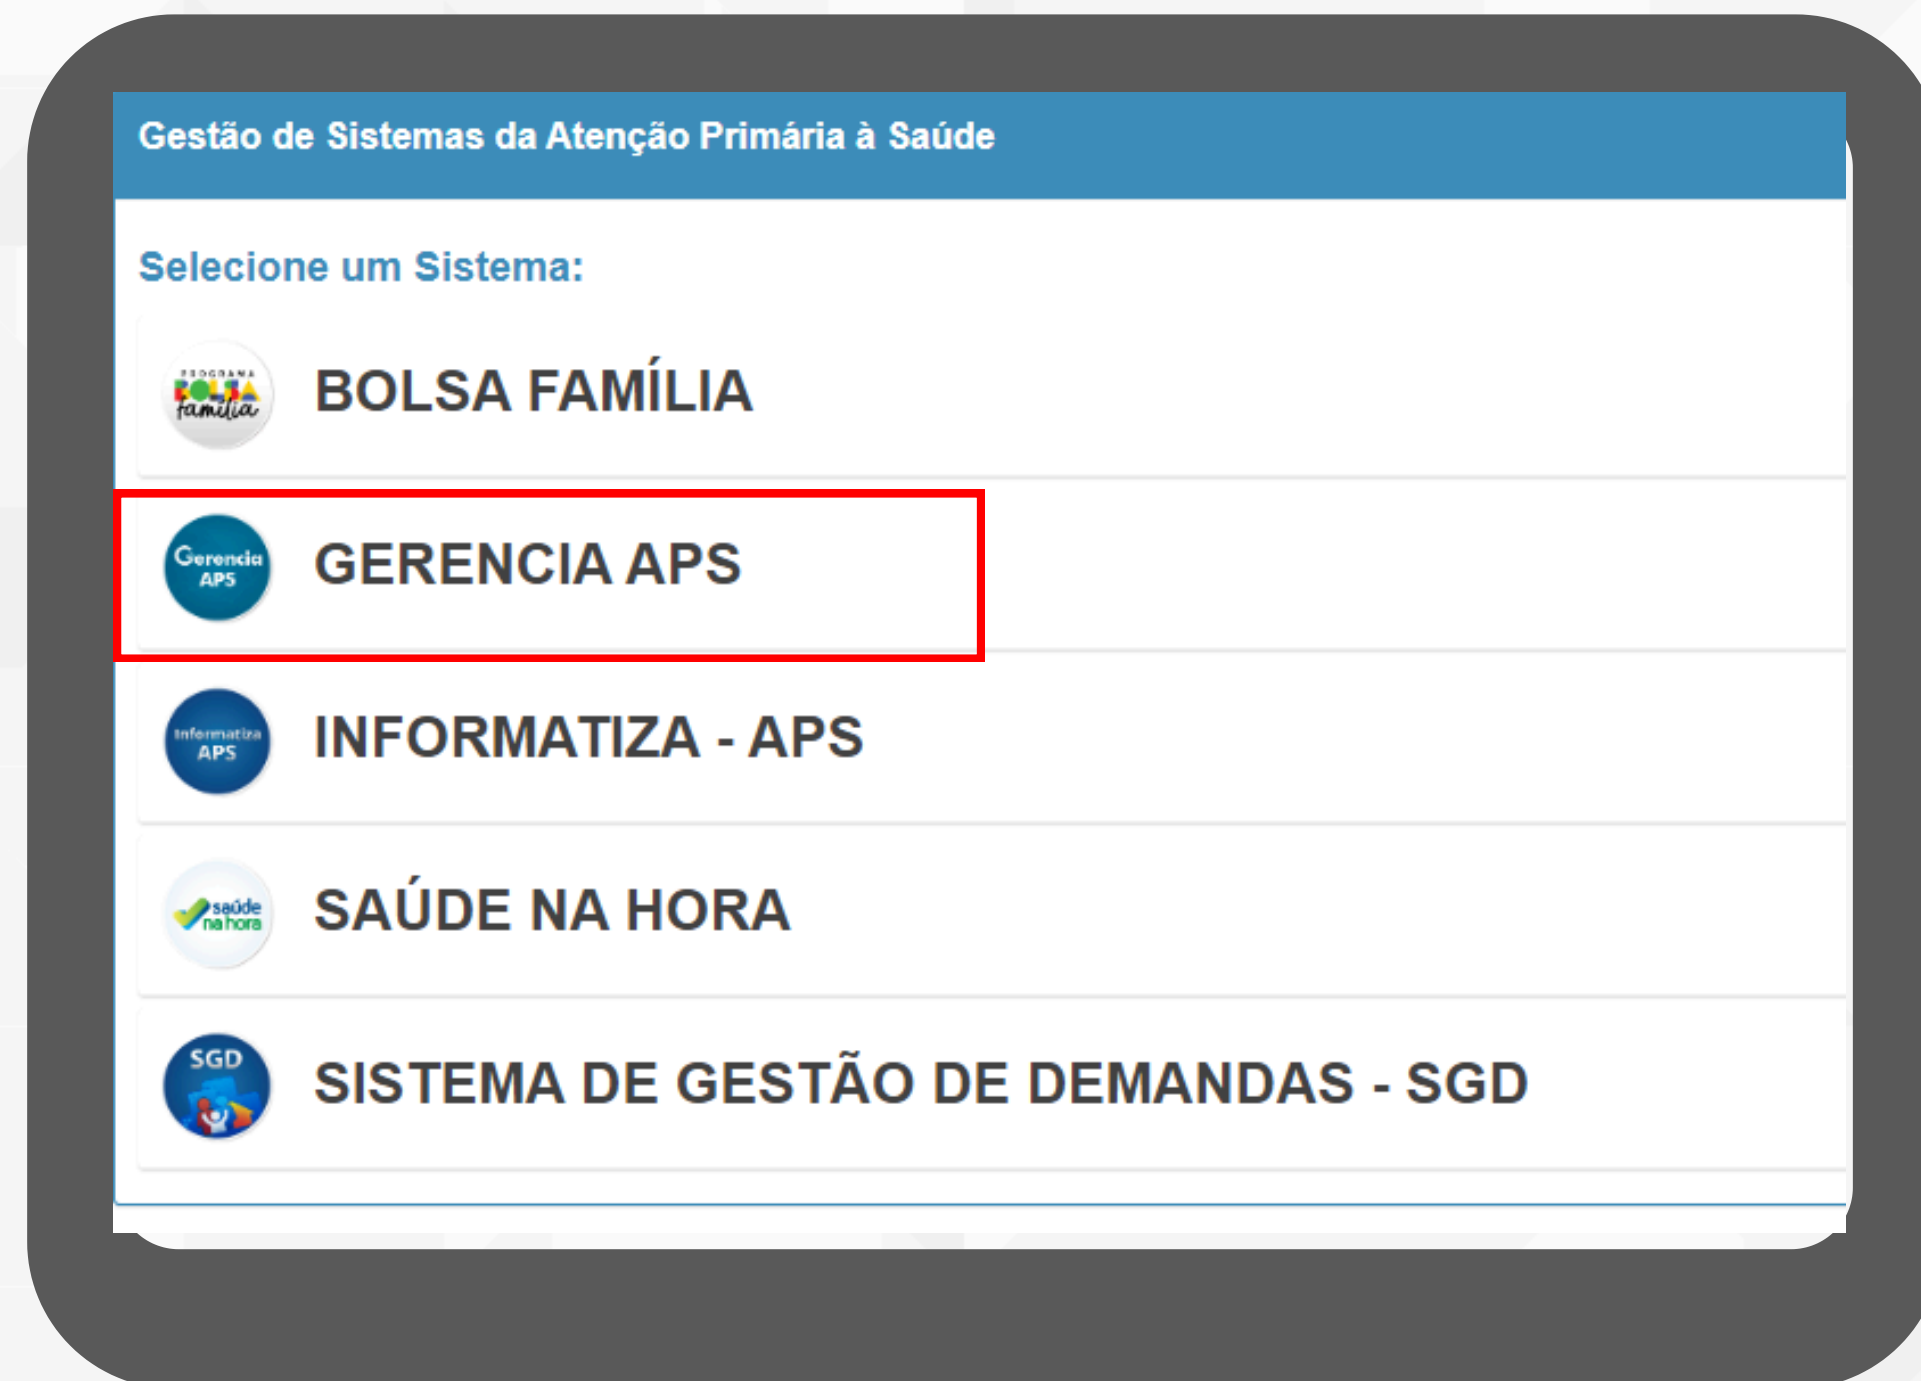 Gestão de Sistemas da Atenção Primária à Saúde
Selecione um Sistema:
PROGRAMA
BOLSA
família
BOLSA FAMÍLIA
Gerencia
APS
GERENCIA APS
Informatiza
APS
INFORMATIZA - APS
saúde
na hora
SAÚDE NA HORA
SGD
SISTEMA DE GESTÃO DE DEMANDAS - SGD